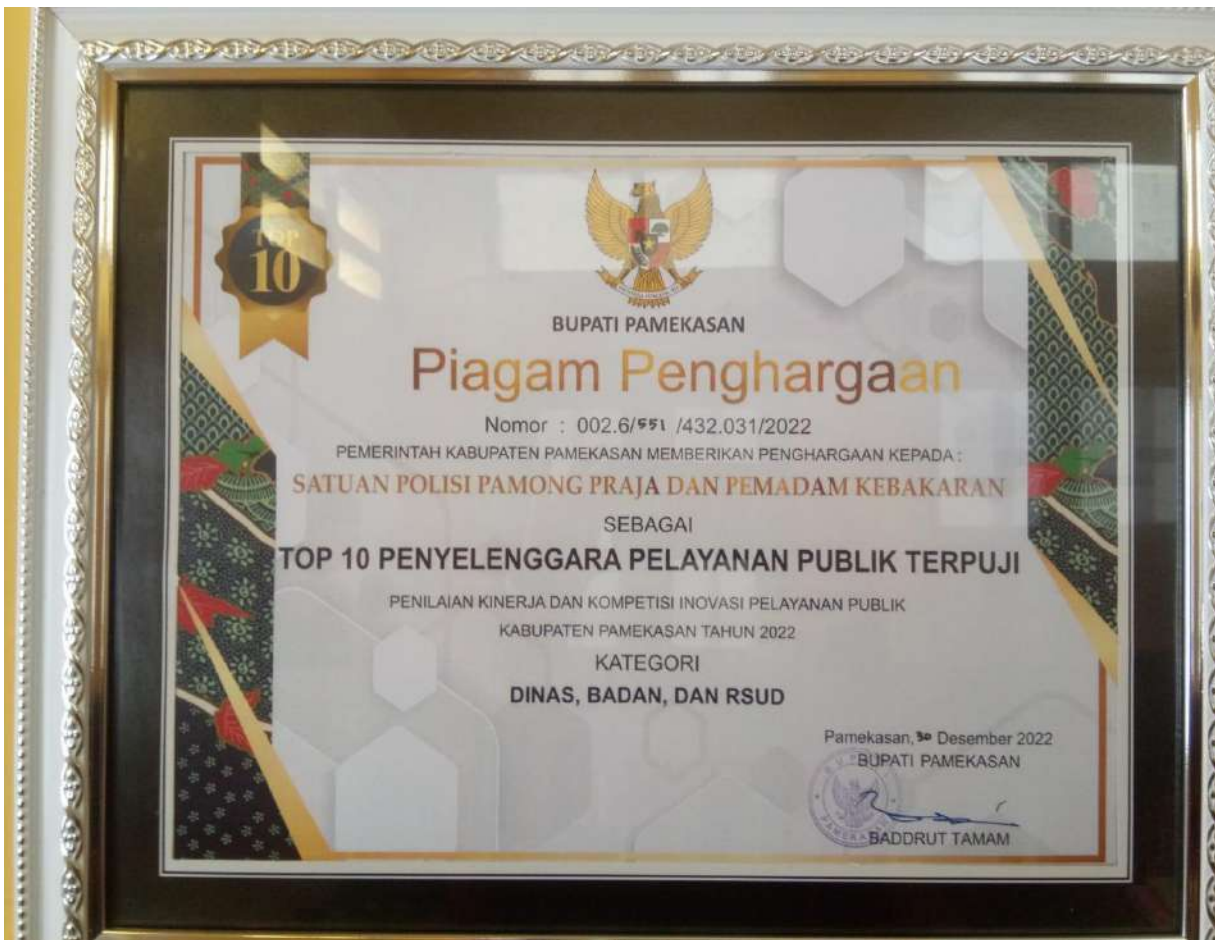 TOP
10
BUPATI PAMEKASAN
Piagam Penghargaan
Nomor : 002.6/551 /432.031/2022
PEMERINTAH KABUPATEN PAMEKASAN MEMBERIKAN PENGHARGAAN KEPADA :
SATUAN POLISI PAMONG PRAJA DAN PEMADAM KEBAKARAN
SEBAGAI
TOP 10 PENYELENGGARA PELAYANAN PUBLIK TERPUJI
PENILAIAN KINERJA DAN KOMPETISI INOVASI PELAYANAN PUBLIK
KABUPATEN PAMEKASAN TAHUN 2022
KATEGORI
DINAS, BADAN, DAN RSUD
Pamekasan, 30 Desember 2022
BUPATI PAMEKASAN
BADDRUT TAMAM